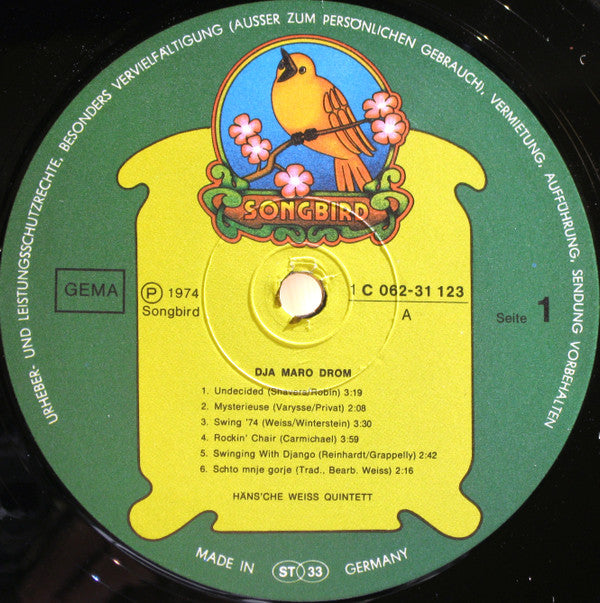 URHEBER- UND LEISTUNGSSCHUTZRECHTE, BESONDERS VERVIELFÄLTIGUNG (AUSSER ZUM PERSÖNLICHEN GEBRAUCH), VERMIETUNG, AUFFÜHRUNG, SENDUNG VORBEHALTEN
SONGBIRD
GEMA
Ⓟ 1974
Songbird
1 C 062-31 123
A
Seite 1
DJA MARO DROM
1. Undecided (Shavers/Robin) 3:19
2. Mysterieuse (Varysse/Privat) 2:08
3. Swing '74 (Weiss/Winterstein) 3:30
4. Rockin' Chair (Carmichael) 3:59
5. Swinging With Django (Reinhardt/Grappelly) 2:42
6. Schto mnje gorje (Trad., Bearb. Weiss) 2:16
HÄNS'CHE WEISS QUINTETT
MADE IN ST 33 GERMANY